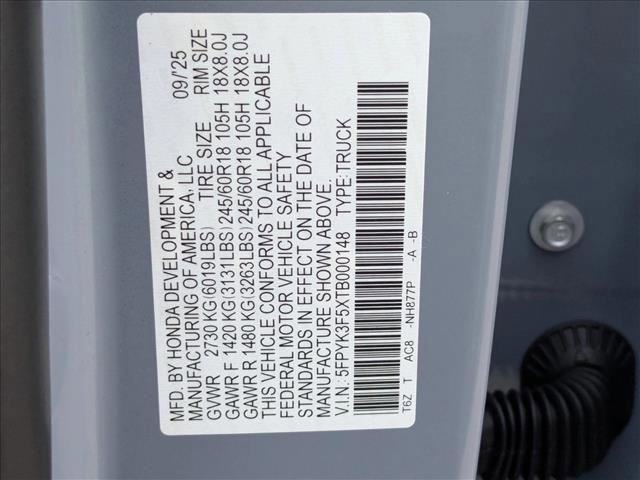 MFD. BY HONDA DEVELOPMENT & 09/'25
MANUFACTURING OF AMERICA, LLC
TIRE SIZE RIM SIZE
GVWR 2730 KG(6019LBS)
GAWR F 1420 KG(3131LBS) 245/60R18 105H 18X8.0J
GAWR R 1480 KG(3263LBS) 245/60R18 105H 18X8.0J
THIS VEHICLE CONFORMS TO ALL APPLICABLE
FEDERAL MOTOR VEHICLE SAFETY
STANDARDS IN EFFECT ON THE DATE OF
MANUFACTURE SHOWN ABOVE.
V.I.N.: 5FPYK3F5XTB000148 TYPE:TRUCK
T6Z T AC8 -NH877P -A -B